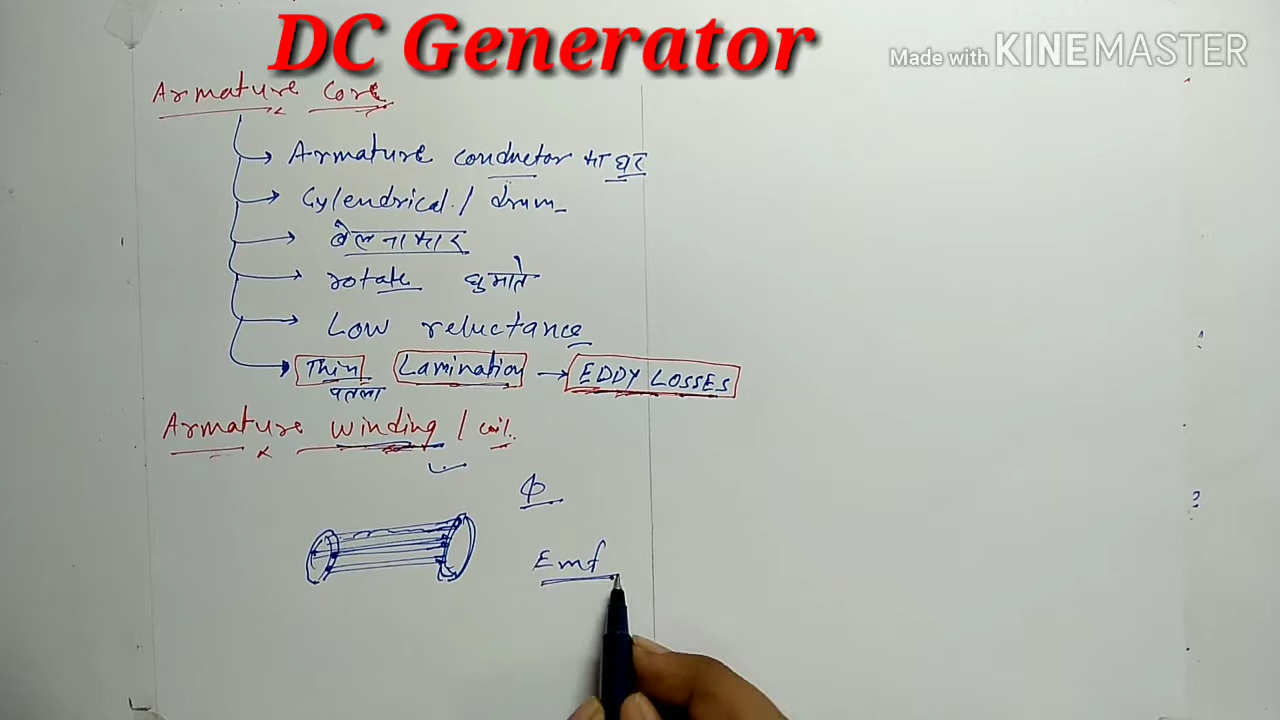 DC Generator
Made with KINEMASTER
Armature Core
Armature conductor का घर
Cylendrical / drum
बेलनाकार
rotate घुमाते
Low reluctance
Thin Lamination → EDDY LOSSES
पतला
Armature winding / coil.
Φ
Emf